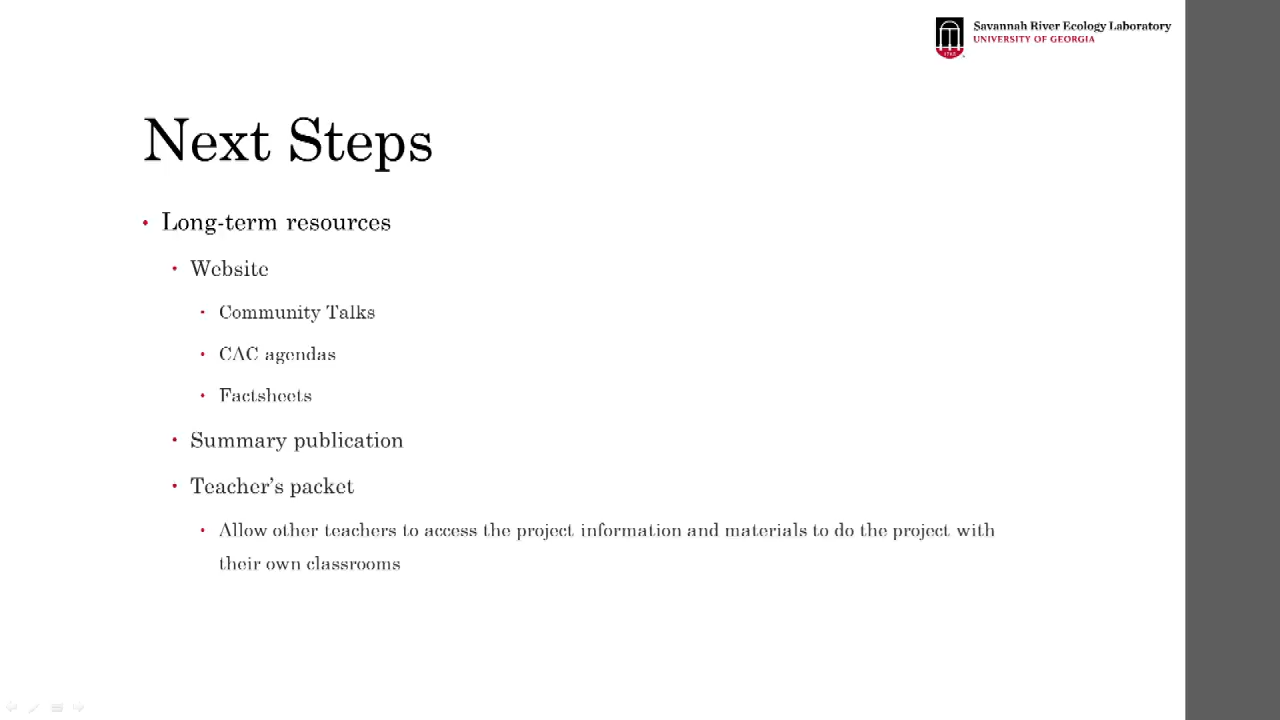 Savannah River Ecology Laboratory
UNIVERSITY OF GEORGIA
1785
Next Steps
• Long-term resources
• Website
• Community Talks
• CAC agendas
• Factsheets
• Summary publication
• Teacher’s packet
• Allow other teachers to access the project information and materials to do the project with
their own classrooms